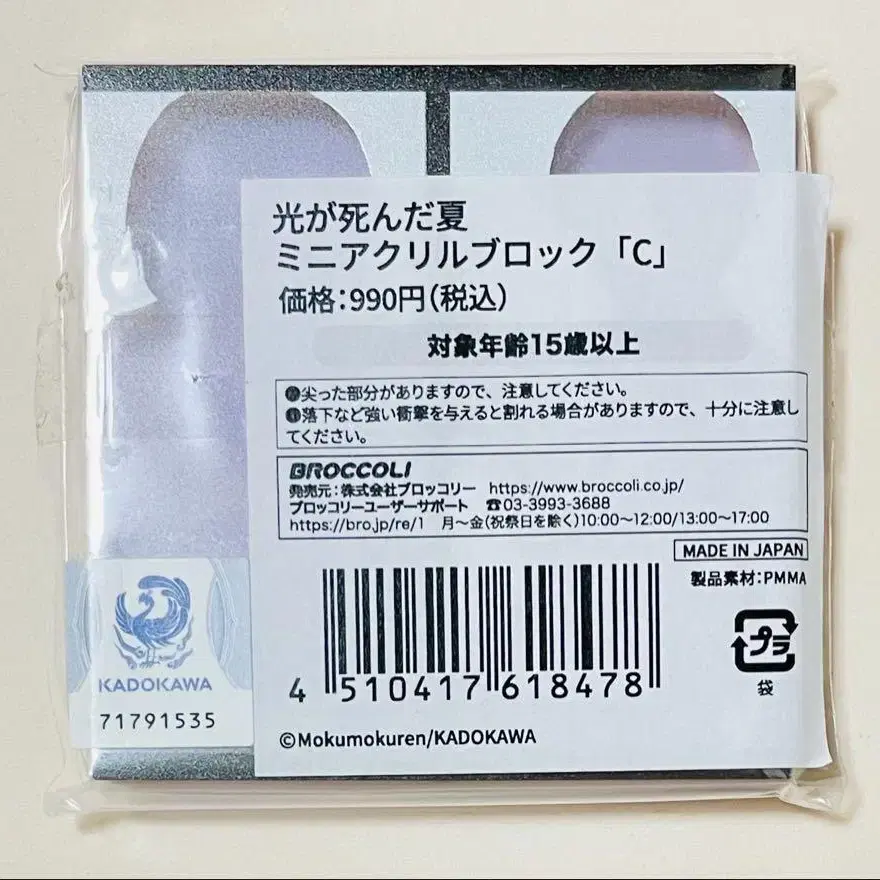 光が死んだ夏
ミニアクリルブロック「C」
価格:990円(税込)
対象年齢15歳以上
●尖った部分がありますので、注意してください。
●落下など強い衝撃を与えると割れる場合がありますので、十分に注意し
てください。
BROCCOLI
発売元:株式会社ブロッコリー https://www.broccoli.co.jp/
ブロッコリーユーザーサポート ☎03-3993-3688
https://bro.jp/re/1 月~金(祝祭日を除く)10:00~12:00/13:00~17:00
MADE IN JAPAN
製品素材:PMMA
プラ
袋
4 510417 618478
©Mokumokuren/KADOKAWA
KADOKAWA
71791535